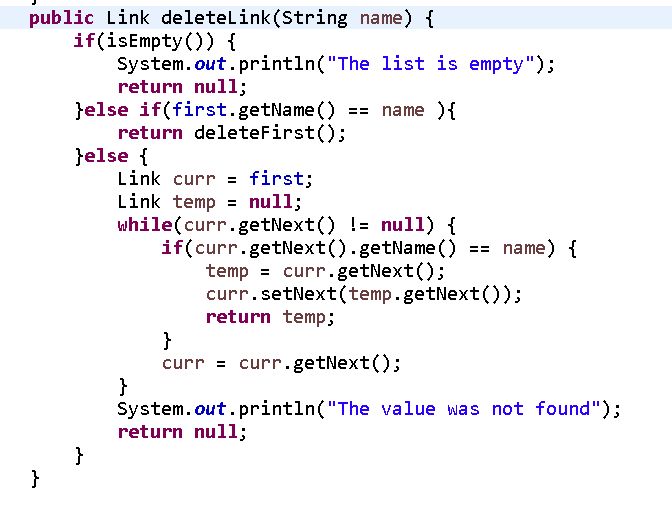 public Link deleteLink(String name) {
if(isEmpty()) {
System.out.println("The list is empty");
return null;
}else if(first.getName() == name ){
return deleteFirst();
}else {
Link curr = first;
Link temp = null;
while(curr.getNext() != null) {
if(curr.getNext().getName() == name) {
temp = curr.getNext();
curr.setNext(temp.getNext());
return temp;
}
curr = curr.getNext();
}
System.out.println("The value was not found");
return null;
}
}